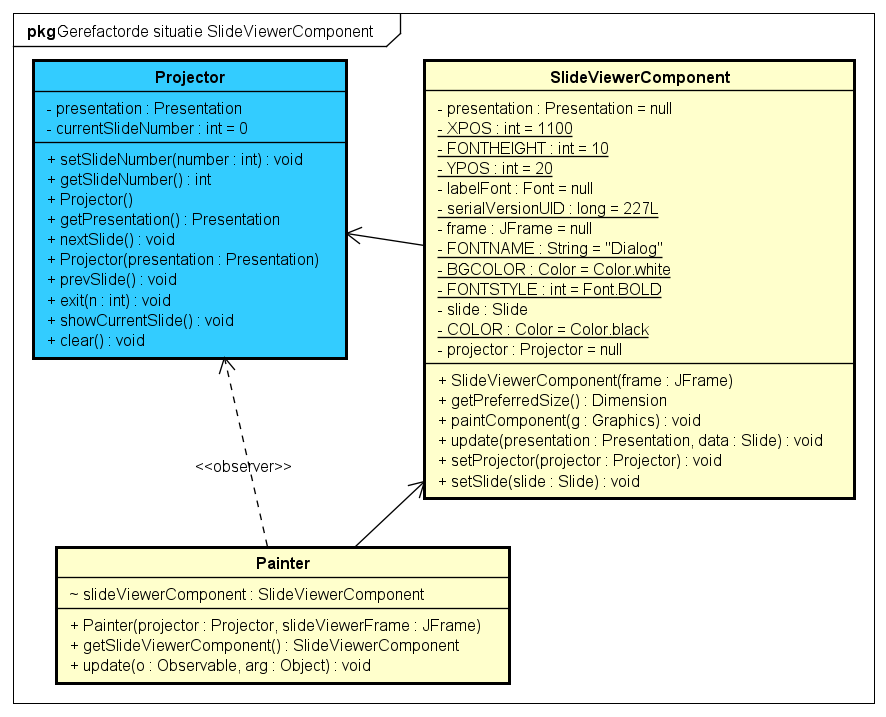 pkg Gerefactorde situatie SlideViewerComponent
Projector
- presentation : Presentation
- currentSlideNumber : int = 0
+ setSlideNumber(number : int) : void
+ getSlideNumber() : int
+ Projector()
+ getPresentation() : Presentation
+ nextSlide() : void
+ Projector(presentation : Presentation)
+ prevSlide() : void
+ exit(n : int) : void
+ showCurrentSlide() : void
+ clear() : void
SlideViewerComponent
- presentation : Presentation = null
- XPOS : int = 1100
- FONTHEIGHT : int = 10
- YPOS : int = 20
- labelFont : Font = null
- serialVersionUID : long = 227L
- frame : JFrame = null
- FONTNAME : String = "Dialog"
- BGCOLOR : Color = Color.white
- FONTSTYLE : int = Font.BOLD
- slide : Slide
- COLOR : Color = Color.black
- projector : Projector = null
+ SlideViewerComponent(frame : JFrame)
+ getPreferredSize() : Dimension
+ paintComponent(g : Graphics) : void
+ update(presentation : Presentation, data : Slide) : void
+ setProjector(projector : Projector) : void
+ setSlide(slide : Slide) : void
<<observer>>
Painter
~ slideViewerComponent : SlideViewerComponent
+ Painter(projector : Projector, slideViewerFrame : JFrame)
+ getSlideViewerComponent() : SlideViewerComponent
+ update(o : Observable, arg : Object) : void